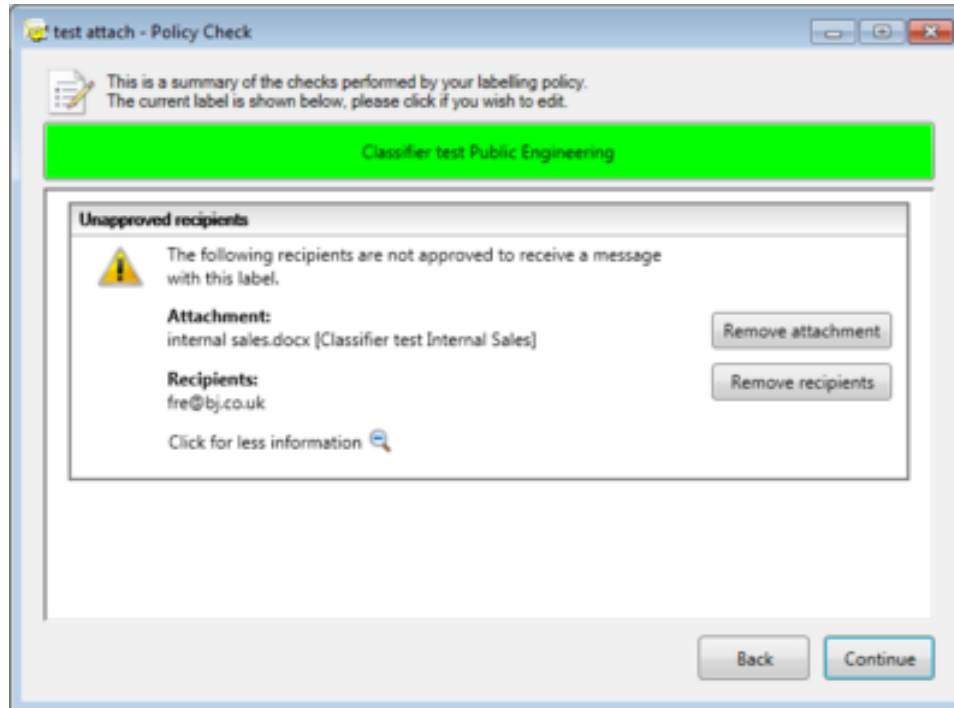 test attach - Policy Check
This is a summary of the checks performed by your labelling policy.
The current label is shown below, please click if you wish to edit.
Classifier test Public Engineering
Unapproved recipients
The following recipients are not approved to receive a message
with this label.
Attachment:
internal sales.docx [Classifier test Internal Sales]
Remove attachment
Recipients:
fre@bj.co.uk
Remove recipients
Click for less information
Back
Continue